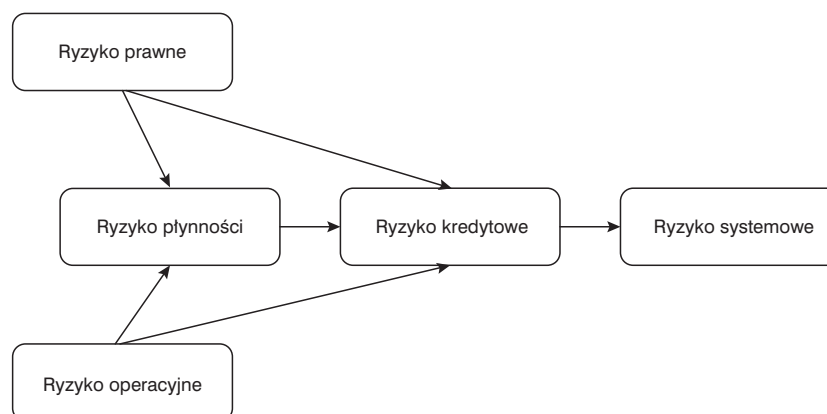 Ryzyko prawne
Ryzyko płynności
Ryzyko kredytowe
Ryzyko systemowe
Ryzyko operacyjne